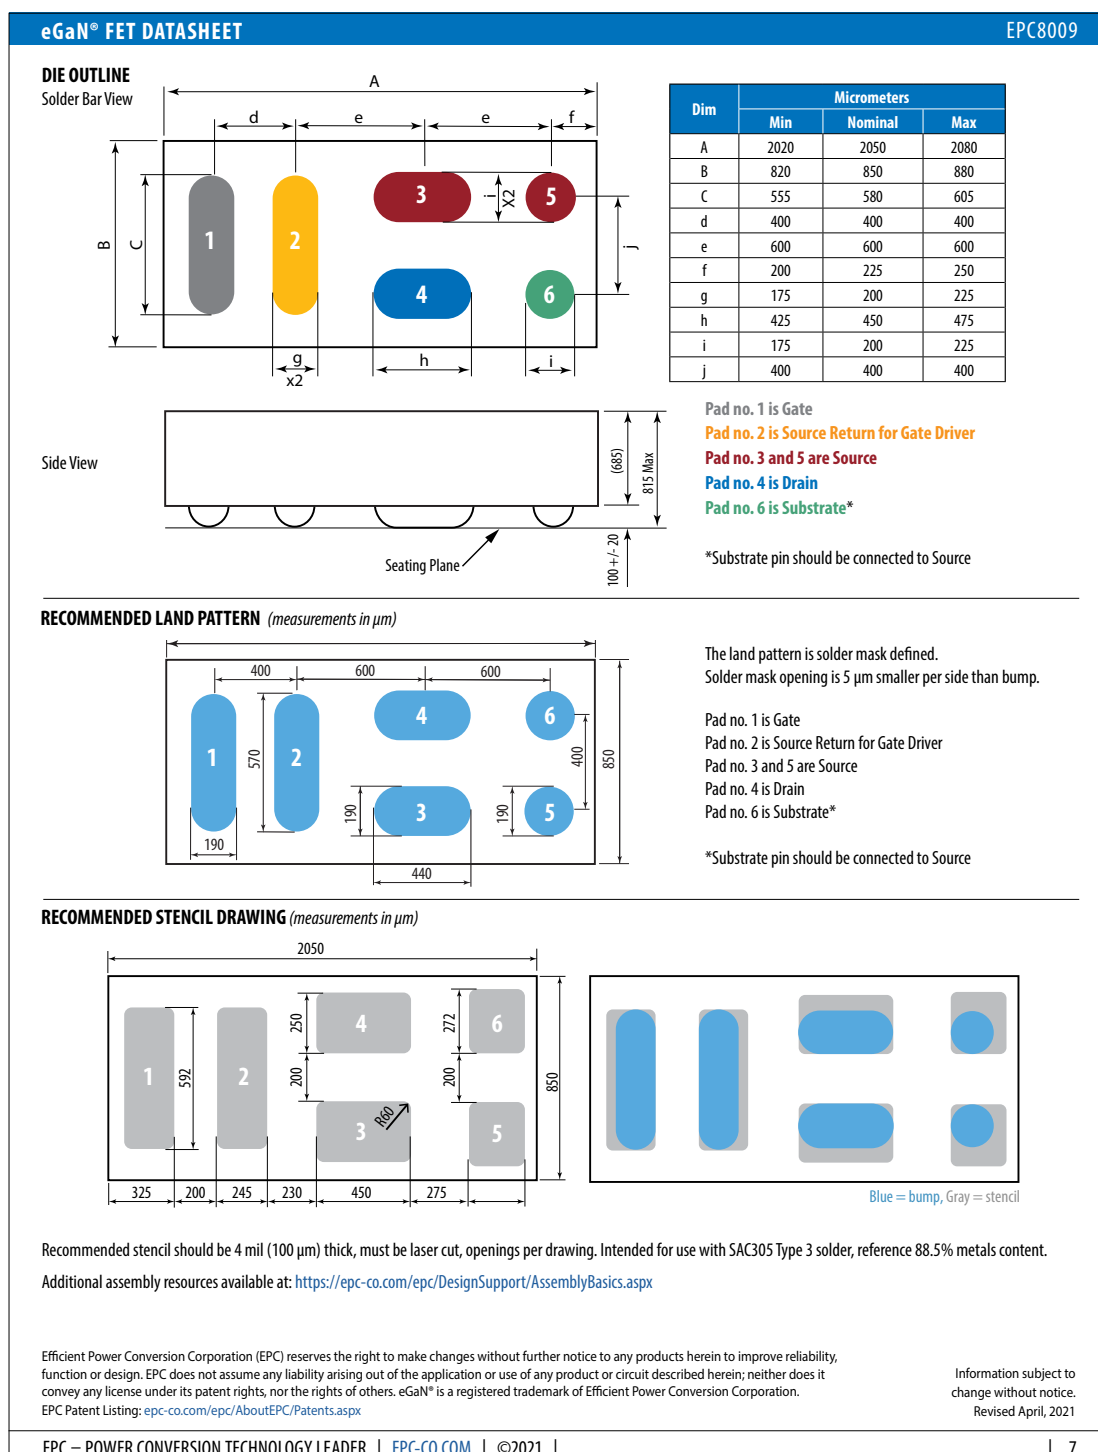 eGaN® FET DATASHEET
EPC8009
DIE OUTLINE
Solder Bar View
A
d
e
e
f
B
C
1
2
3
i
X2
5
j
4
6
g
x2
h
i
Dim
Micrometers
Min Nominal Max
A 2020 2050 2080
B 820 850 880
C 555 580 605
d 400 400 400
e 600 600 600
f 200 225 250
g 175 200 225
h 425 450 475
i 175 200 225
j 400 400 400
Side View
(685)
815 Max
100 +/- 20
Seating Plane
Pad no. 1 is Gate
Pad no. 2 is Source Return for Gate Driver
Pad no. 3 and 5 are Source
Pad no. 4 is Drain
Pad no. 6 is Substrate*
*Substrate pin should be connected to Source
RECOMMENDED LAND PATTERN (measurements in µm)
400
600
600
1
570
2
4
6
400
850
190
3
190
5
190
440
The land pattern is solder mask defined.
Solder mask opening is 5 µm smaller per side than bump.
Pad no. 1 is Gate
Pad no. 2 is Source Return for Gate Driver
Pad no. 3 and 5 are Source
Pad no. 4 is Drain
Pad no. 6 is Substrate*
*Substrate pin should be connected to Source
RECOMMENDED STENCIL DRAWING (measurements in µm)
2050
1
592
2
250
4
272
6
200
200
850
R60
3
5
325
200
245
230
450
275
Blue = bump, Gray = stencil
Recommended stencil should be 4 mil (100 µm) thick, must be laser cut, openings per drawing. Intended for use with SAC305 Type 3 solder, reference 88.5% metals content.
Additional assembly resources available at: https://epc-co.com/epc/DesignSupport/AssemblyBasics.aspx
Efficient Power Conversion Corporation (EPC) reserves the right to make changes without further notice to any products herein to improve reliability,
function or design. EPC does not assume any liability arising out of the application or use of any product or circuit described herein; neither does it
convey any license under its patent rights, nor the rights of others. eGaN® is a registered trademark of Efficient Power Conversion Corporation.
EPC Patent Listing: epc-co.com/epc/AboutEPC/Patents.aspx
Information subject to
change without notice.
Revised April, 2021
EPC – POWER CONVERSION TECHNOLOGY LEADER | EPC-CO.COM | ©2021 | | 7